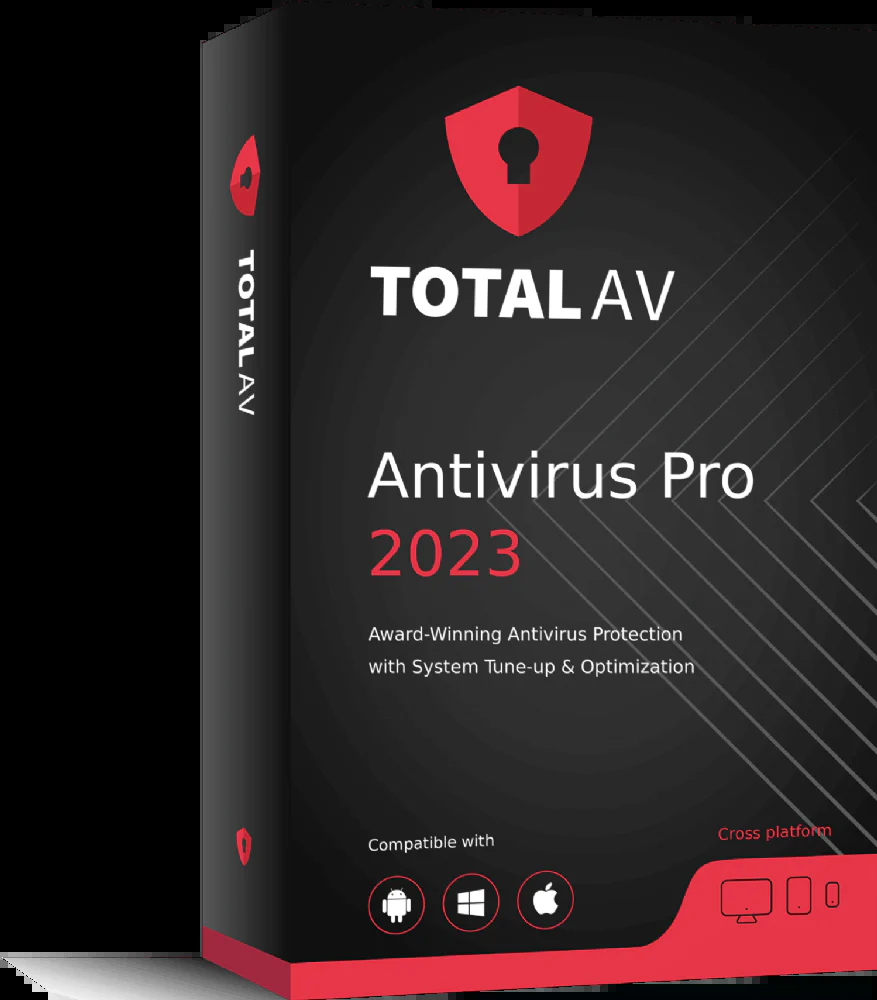 TOTAL AV
TOTAL AV
Antivirus Pro
2023
Award-Winning Antivirus Protection
with System Tune-up & Optimization
Compatible with
Cross platform